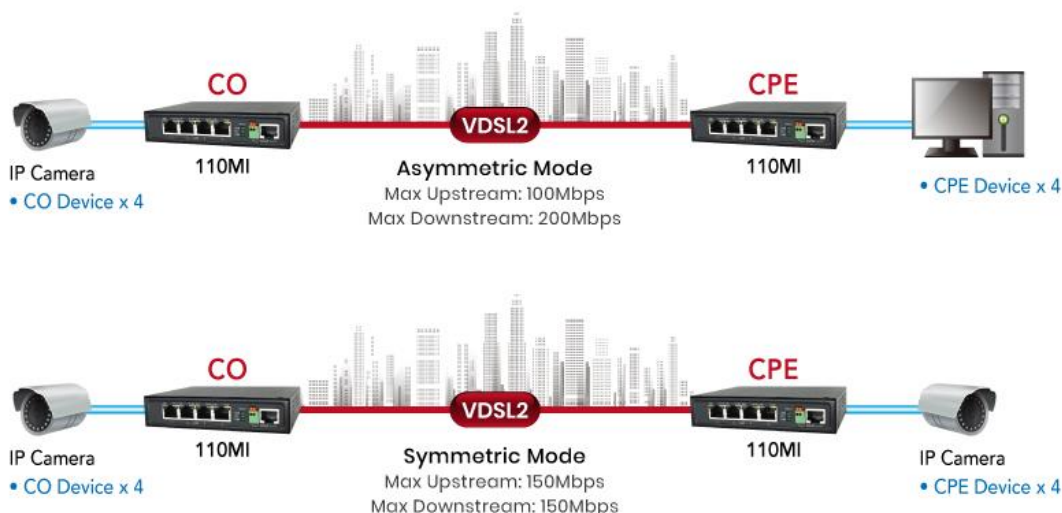 CO
CPE
VDSL2
110MI
110MI
Asymmetric Mode
Max Upstream: 100Mbps
Max Downstream: 200Mbps
IP Camera
• CO Device x 4
• CPE Device x 4
CO
CPE
VDSL2
110MI
110MI
Symmetric Mode
Max Upstream: 150Mbps
Max Downstream: 150Mbps
IP Camera
• CO Device x 4
IP Camera
• CPE Device x 4